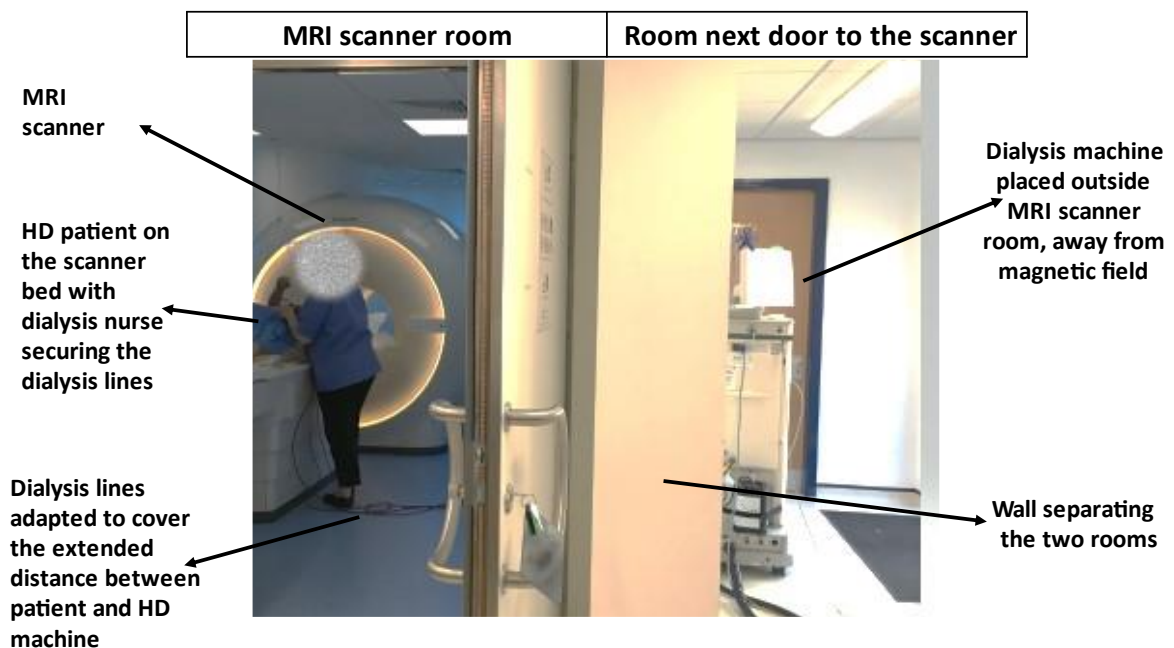 MRI scanner room
Room next door to the scanner
MRI
scanner
HD patient on
the scanner
bed with
dialysis nurse
securing the
dialysis lines
Dialysis lines
adapted to cover
the extended
distance between
patient and HD
machine
Dialysis machine
placed outside
MRI scanner
room, away from
magnetic field
Wall separating
the two rooms